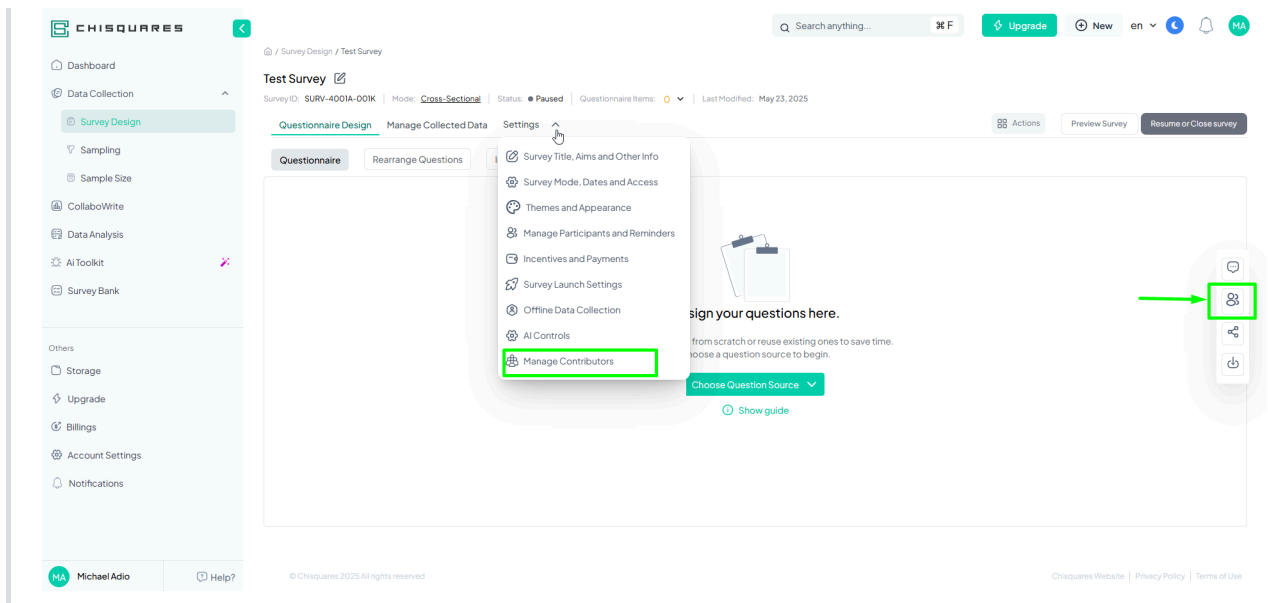 CHISQUARES
Search anything...
⌘ F
Upgrade
New
en
MA
/ Survey Design / Test Survey
Dashboard
Data Collection
Survey Design
Sampling
Sample Size
CollaboWrite
Data Analysis
Ai Toolkit
Survey Bank
Others
Storage
Upgrade
Billings
Account Settings
Notifications
MA
Michael Adio
Help?
Test Survey
Survey ID: SURV-4001A-001K
Mode: Cross-Sectional
Status: Paused
Questionnaire Items: 0
Last Modified: May 23, 2025
Questionnaire Design
Manage Collected Data
Settings
Actions
Preview Survey
Resume or Close survey
Questionnaire
Rearrange Questions
Survey Title, Aims and Other Info
Survey Mode, Dates and Access
Themes and Appearance
Manage Participants and Reminders
Incentives and Payments
Survey Launch Settings
Offline Data Collection
AI Controls
Manage Contributors
sign your questions here.
from scratch or reuse existing ones to save time.
oose a question source to begin.
Choose Question Source
Show guide
© Chisquares 2025 All rights reserved
Chisquares Website
Privacy Policy
Terms of Use